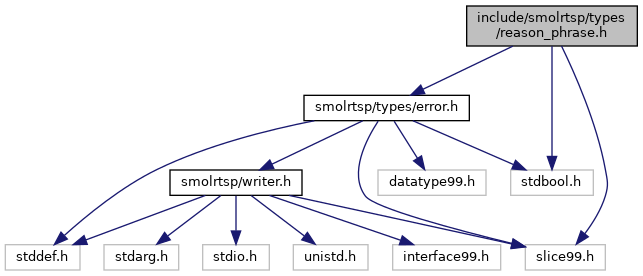 include/smolrtsp/types
/reason_phrase.h
smolrtsp/types/error.h
smolrtsp/writer.h
datatype99.h
stdbool.h
stddef.h
stdarg.h
stdio.h
unistd.h
interface99.h
slice99.h